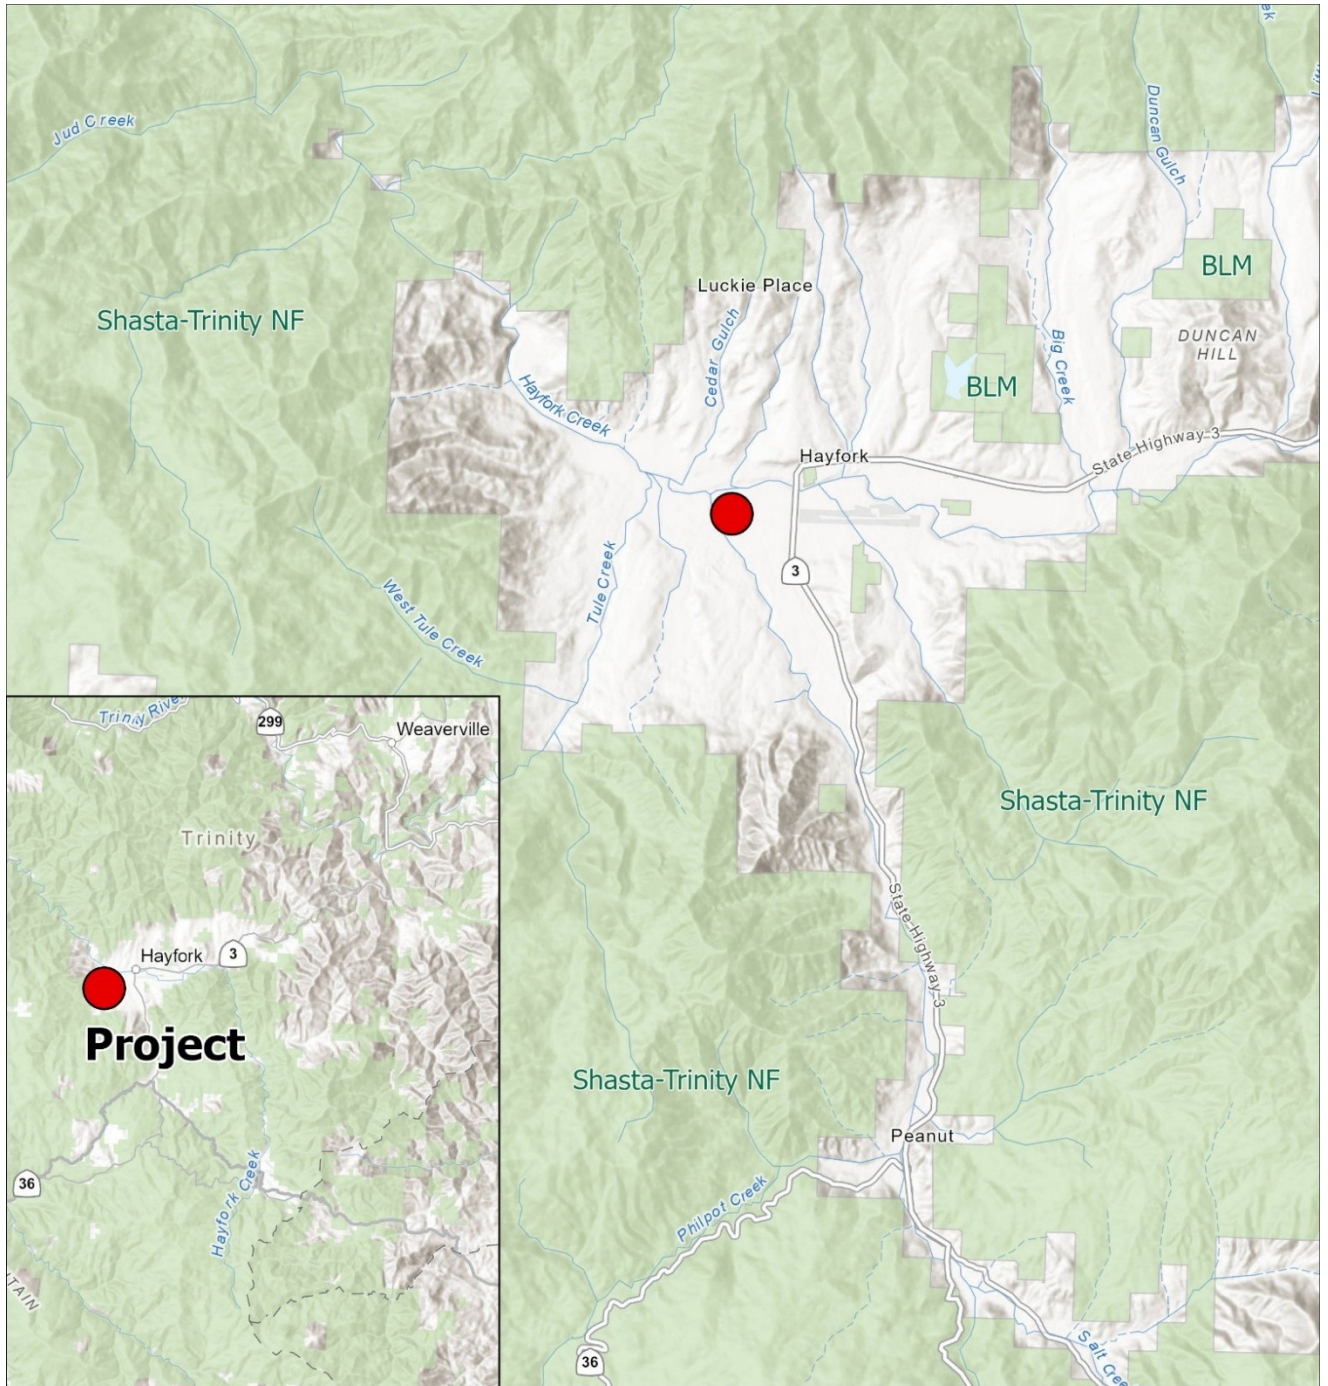 Jud Creek
Duncan Gulch
Shasta-Trinity NF
Luckie Place
BLM
Cedar Gulch
DUNCAN
HILL
Big Creek
BLM
Hayfork Creek
Hayfork
State Highway 3
3
Tule Creek
West Tule Creek
Shasta-Trinity NF
State Highway 3
Shasta-Trinity NF
Peanut
Philpot Creek
36
Trinity River
299
Weaverville
Trinity
Hayfork
3
Project
36
Hayfork Creek